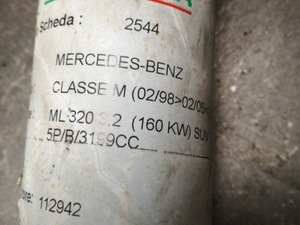 Scheda : 2544
MERCEDES-BENZ
CLASSE M (02/98>02/05<
ML 320 3.2 (160 KW) SUV
5P/B/3199CC
ore: 112942